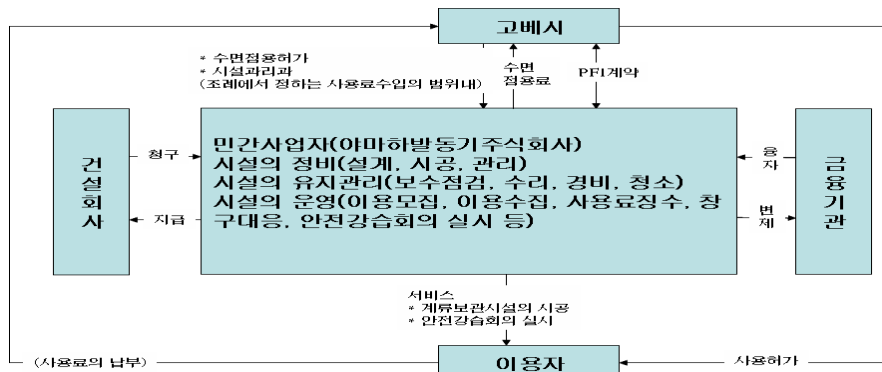 고베시
* 수면점용허가
* 시설과리과
(조례에서 정하는 사용료수입의 범위내)
수면
점용료
PF1계약
건설회사
청구
지급
민간사업자(야마하발동기주식회사)
시설의 정비(설계, 시공, 관리)
시설의 유지관리(보수점검, 수리, 경비, 청소)
시설의 운영(이용모집, 이용수집, 사용료징수, 창
구대응, 안전강습회의 실시 등)
융자
변제
금융기관
서비스
* 계류보관시설의 시공
* 안전강습회의 실시
(사용료의 납부)
이용자
사용허가